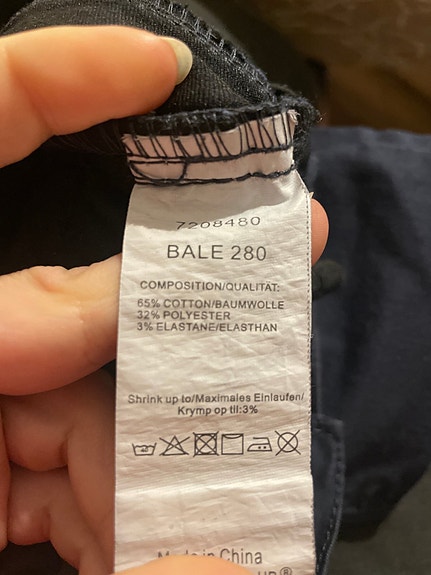 7208480
BALE 280
COMPOSITION/QUALITÄT:
65% COTTON/BAUMWOLLE
32% POLYESTER
3% ELASTANE/ELASTHAN
Shrink up to/Maximales Einlaufen/
Krymp op til:3%
Made in China